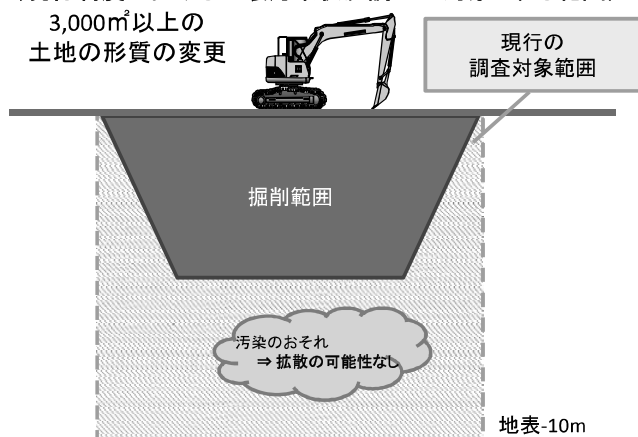 3,000㎡以上の
土地の形質の変更
現行の
調査対象範囲
掘削範囲
汚染のおそれ
⇒ 拡散の可能性なし
地表-10m